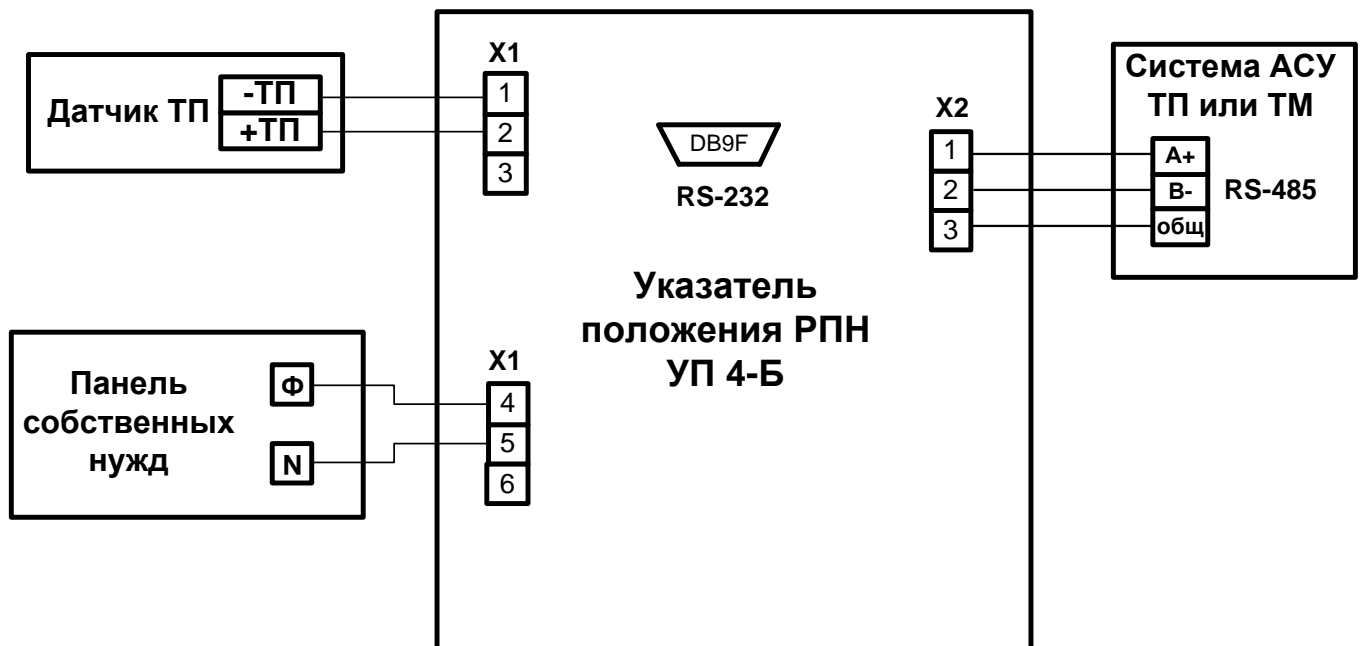 Датчик ТП
-ТП
+ТП
X1
1
2
3
DB9F
RS-232
X2
1
2
3
Система АСУ
ТП или ТМ
A+
B-
общ
RS-485
Указатель
положения РПН
УП 4-Б
Панель
собственных
нужд
Ф
N
X1
4
5
6